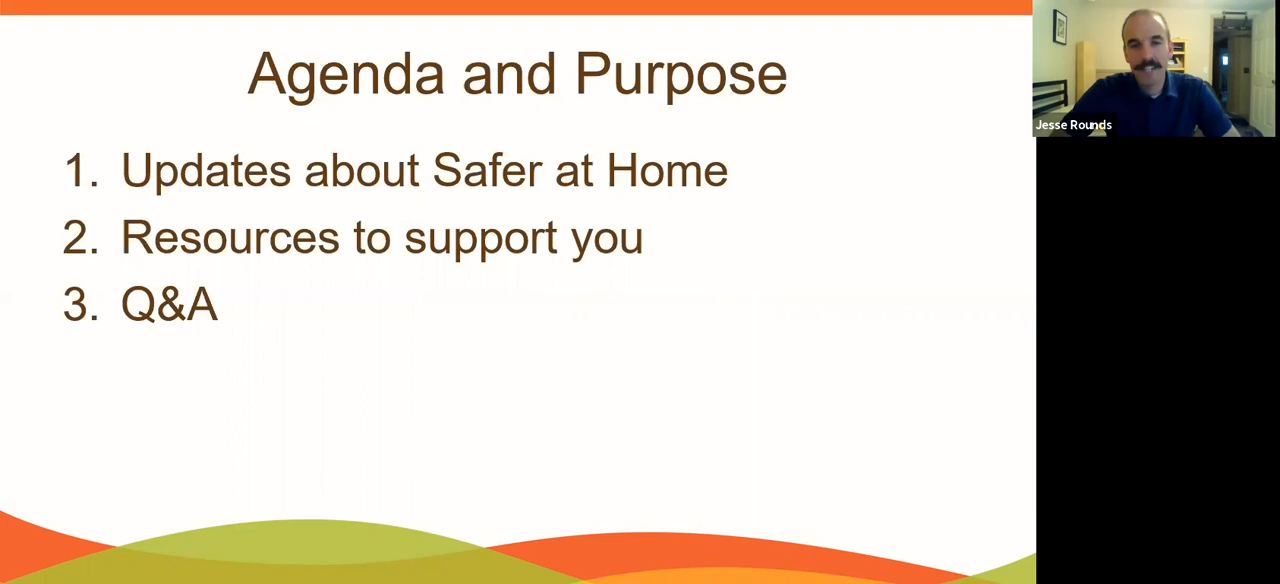 Agenda and Purpose
1. Updates about Safer at Home
2. Resources to support you
3. Q&A
Jesse Rounds